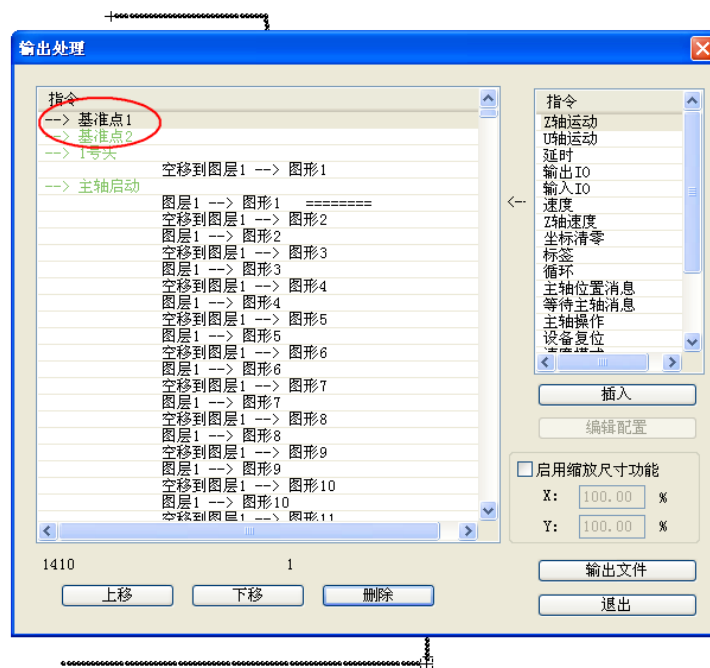 输出处理
指令
--> 基准点1
--> 基准点2
--> 1号头
空移到图层1 --> 图形1
--> 主轴启动
图层1 --> 图形1 ========
空移到图层1 --> 图形2
图层1 --> 图形2
空移到图层1 --> 图形3
图层1 --> 图形3
空移到图层1 --> 图形4
图层1 --> 图形4
空移到图层1 --> 图形5
图层1 --> 图形5
空移到图层1 --> 图形6
图层1 --> 图形6
空移到图层1 --> 图形7
图层1 --> 图形7
空移到图层1 --> 图形8
图层1 --> 图形8
空移到图层1 --> 图形9
图层1 --> 图形9
空移到图层1 --> 图形10
图层1 --> 图形10
空移到图层1 --> 图形11
1410 1
上移 下移 删除
<--
指令
Z轴运动
U轴运动
延时
输出IO
输入IO
速度
Z轴速度
坐标清零
标签
循环
主轴位置消息
等待主轴消息
主轴操作
设备复位
插入
编辑配置
启用缩放尺寸功能
X: 100.00 %
Y: 100.00 %
输出文件
退出